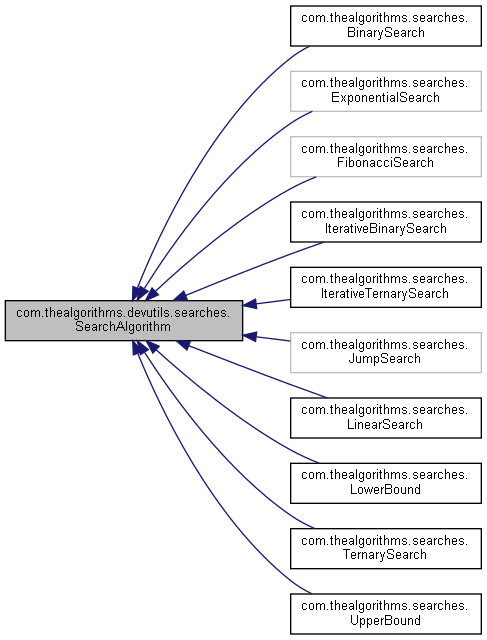 com.thealgorithms.searches.
BinarySearch
com.thealgorithms.searches.
ExponentialSearch
com.thealgorithms.searches.
FibonacciSearch
com.thealgorithms.searches.
IterativeBinarySearch
com.thealgorithms.searches.
IterativeTernarySearch
com.thealgorithms.devutils.searches.
SearchAlgorithm
com.thealgorithms.searches.
JumpSearch
com.thealgorithms.searches.
LinearSearch
com.thealgorithms.searches.
LowerBound
com.thealgorithms.searches.
TernarySearch
com.thealgorithms.searches.
UpperBound